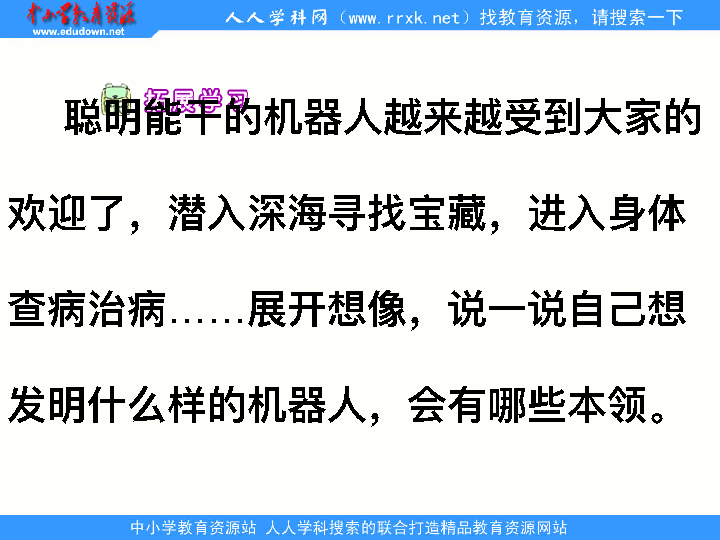 中小学教育资源
www.edudown.net
人人学科网（www.rrxk.net）找教育资源，请搜索一下
拓展学习
聪明能干的机器人越来越受到大家的
欢迎了，潜入深海寻找宝藏，进入身体
查病治病……展开想像，说一说自己想
发明什么样的机器人，会有哪些本领。
中小学教育资源站 人人学科搜索的联合打造精品教育资源网站